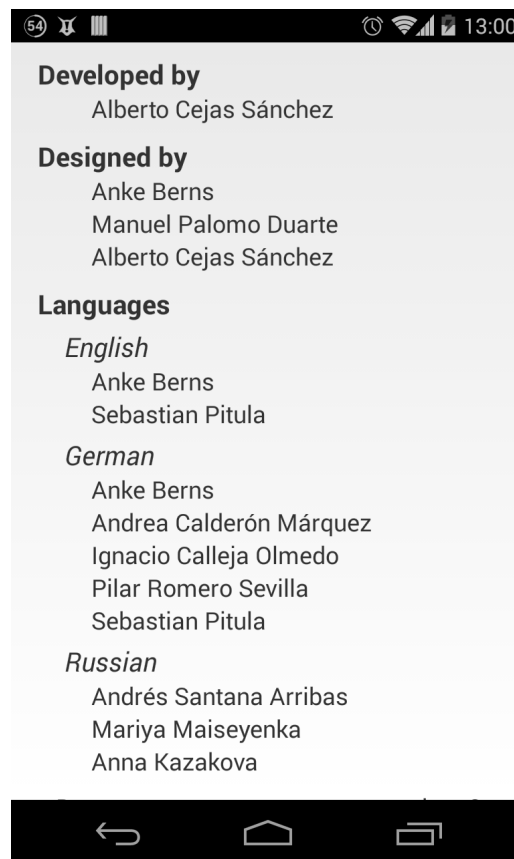 54 13:00
Developed by
Alberto Cejas Sánchez
Designed by
Anke Berns
Manuel Palomo Duarte
Alberto Cejas Sánchez
Languages
English
Anke Berns
Sebastian Pitula
German
Anke Berns
Andrea Calderón Márquez
Ignacio Calleja Olmedo
Pilar Romero Sevilla
Sebastian Pitula
Russian
Andrés Santana Arribas
Mariya Maiseyenka
Anna Kazakova